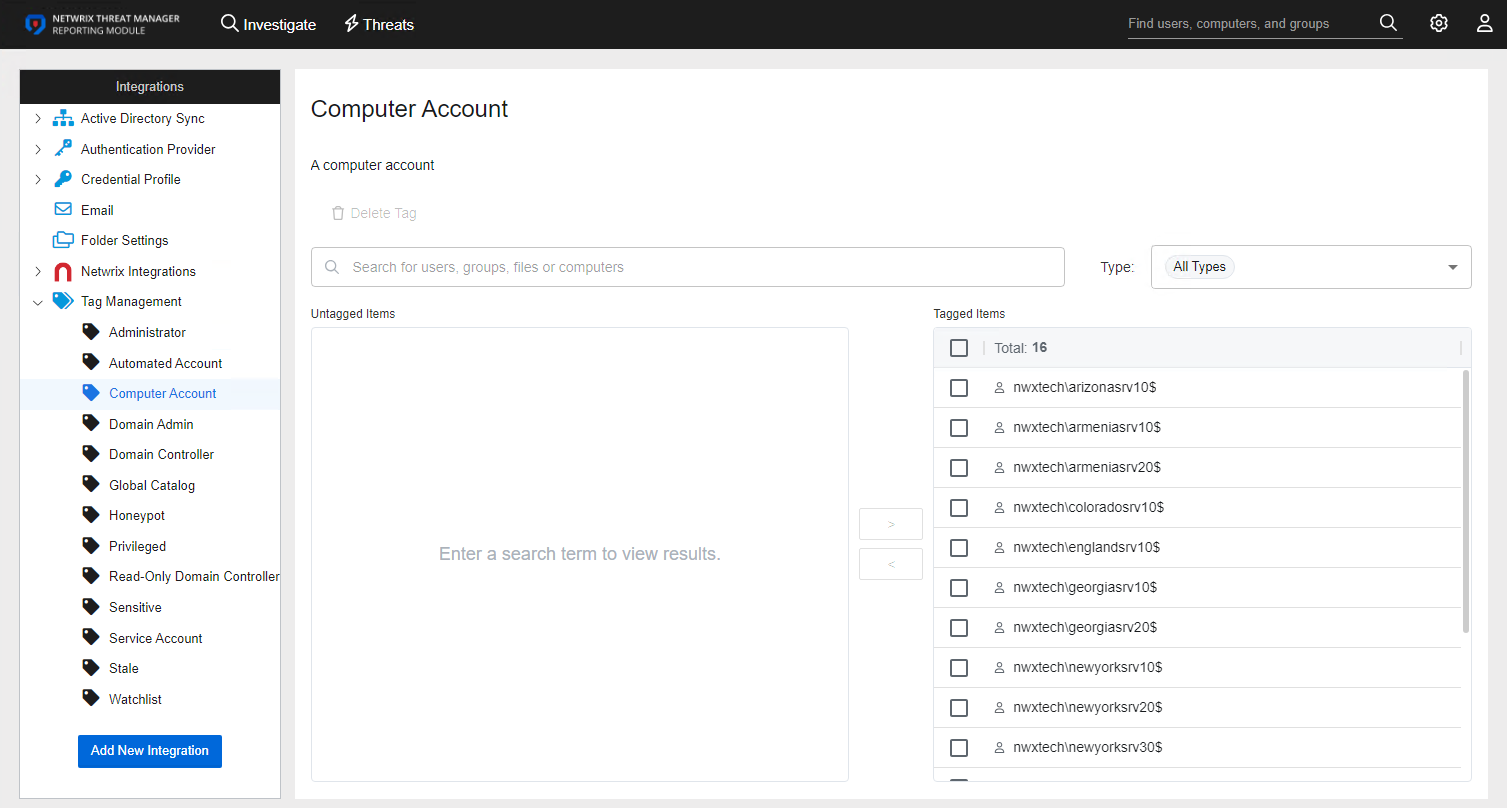 NETWRIX THREAT MANAGER
REPORTING MODULE
Investigate
Threats
Find users, computers, and groups
Integrations
Active Directory Sync
Authentication Provider
Credential Profile
Email
Folder Settings
Netwrix Integrations
Tag Management
Administrator
Automated Account
Computer Account
Domain Admin
Domain Controller
Global Catalog
Honeypot
Privileged
Read-Only Domain Controller
Sensitive
Service Account
Stale
Watchlist
Add New Integration
Computer Account
A computer account
Delete Tag
Search for users, groups, files or computers
Type:
All Types
Untagged Items
Enter a search term to view results.
>
<
Tagged Items
Total: 16
nwxtech\arizonasrv10$
nwxtech\armeniasrv10$
nwxtech\armeniasrv20$
nwxtech\coloradosrv10$
nwxtech\englandsrv10$
nwxtech\georgiasrv10$
nwxtech\georgiasrv20$
nwxtech\newyorksrv10$
nwxtech\newyorksrv20$
nwxtech\newyorksrv30$